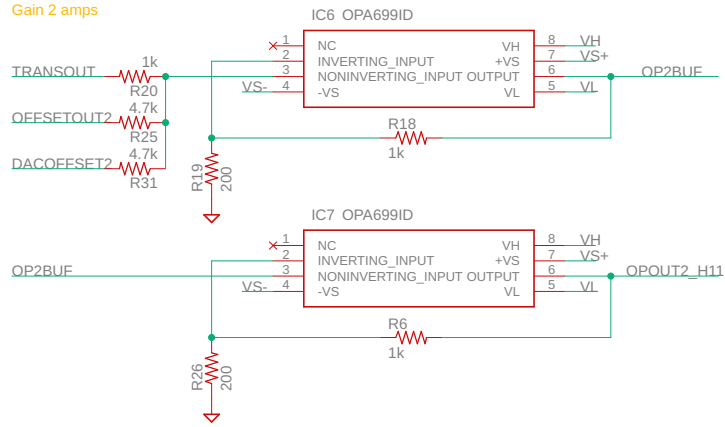 Gain 2 amps
IC6 OPA699ID
1 NC VH 8 VH
2 INVERTING_INPUT +VS 7 VS+
TRANSOUT 1k R20 3 NONINVERTING_INPUT OUTPUT 6 OP2BUF
VS- 4 -VS VL 5 VL
OFFSETOUT2 4.7k R25
R18 1k
DACOFFSET2 4.7k R31
R19 200
IC7 OPA699ID
1 NC VH 8 VH
2 INVERTING_INPUT +VS 7 VS+
OP2BUF 3 NONINVERTING_INPUT OUTPUT 6 OPOUT2_H11
VS- 4 -VS VL 5 VL
R6 1k
R26 200